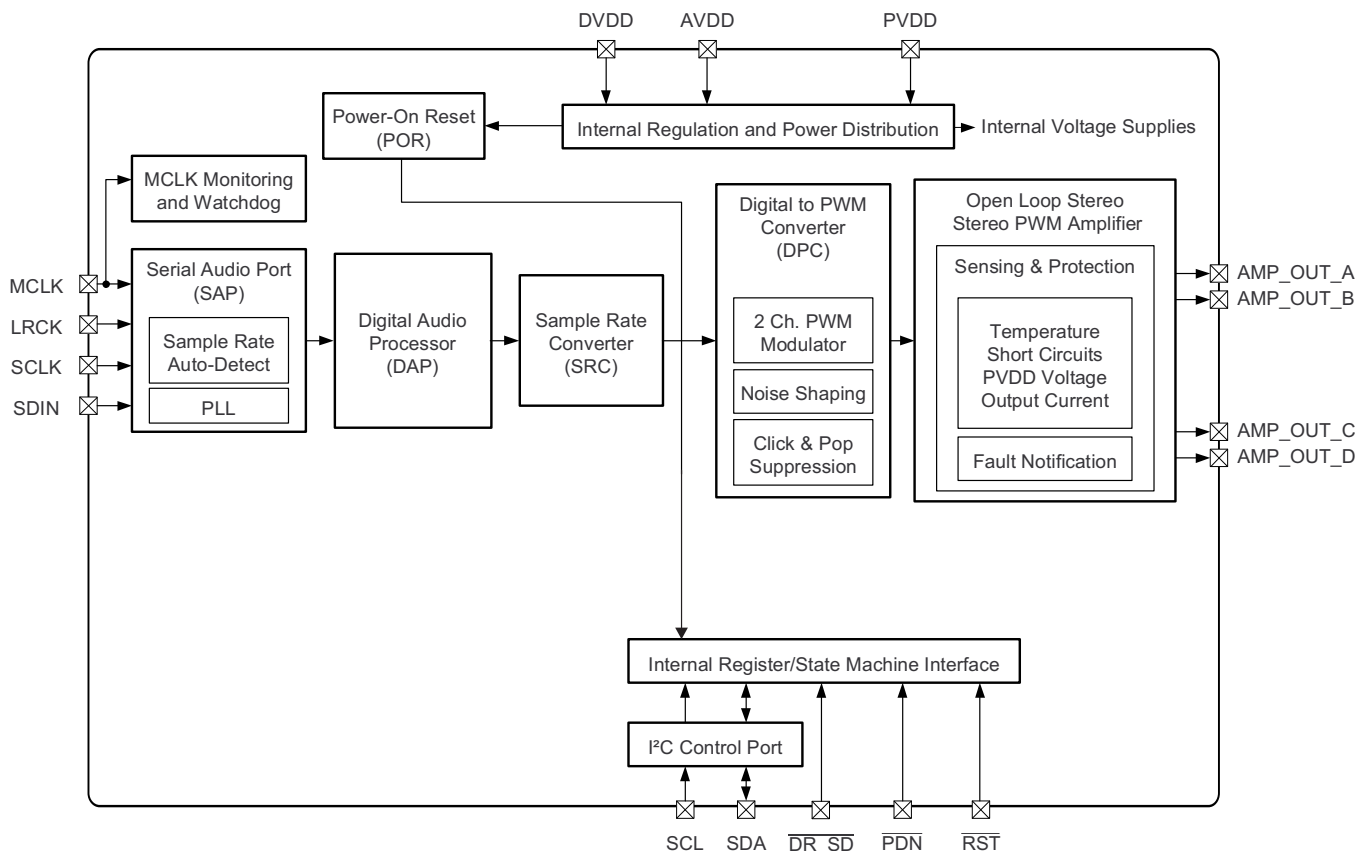 DVDD
AVDD
PVDD
Power-On Reset
(POR)
Internal Regulation and Power Distribution
Internal Voltage Supplies
MCLK Monitoring
and Watchdog
MCLK
LRCK
SCLK
SDIN
Serial Audio Port
(SAP)
Sample Rate
Auto-Detect
PLL
Digital Audio
Processor
(DAP)
Sample Rate
Converter
(SRC)
Digital to PWM
Converter
(DPC)
2 Ch. PWM
Modulator
Noise Shaping
Click & Pop
Suppression
Open Loop Stereo
Stereo PWM Amplifier
Sensing & Protection
Temperature
Short Circuits
PVDD Voltage
Output Current
Fault Notification
AMP_OUT_A
AMP_OUT_B
AMP_OUT_C
AMP_OUT_D
Internal Register/State Machine Interface
I²C Control Port
SCL
SDA
DR_SD
PDN
RST